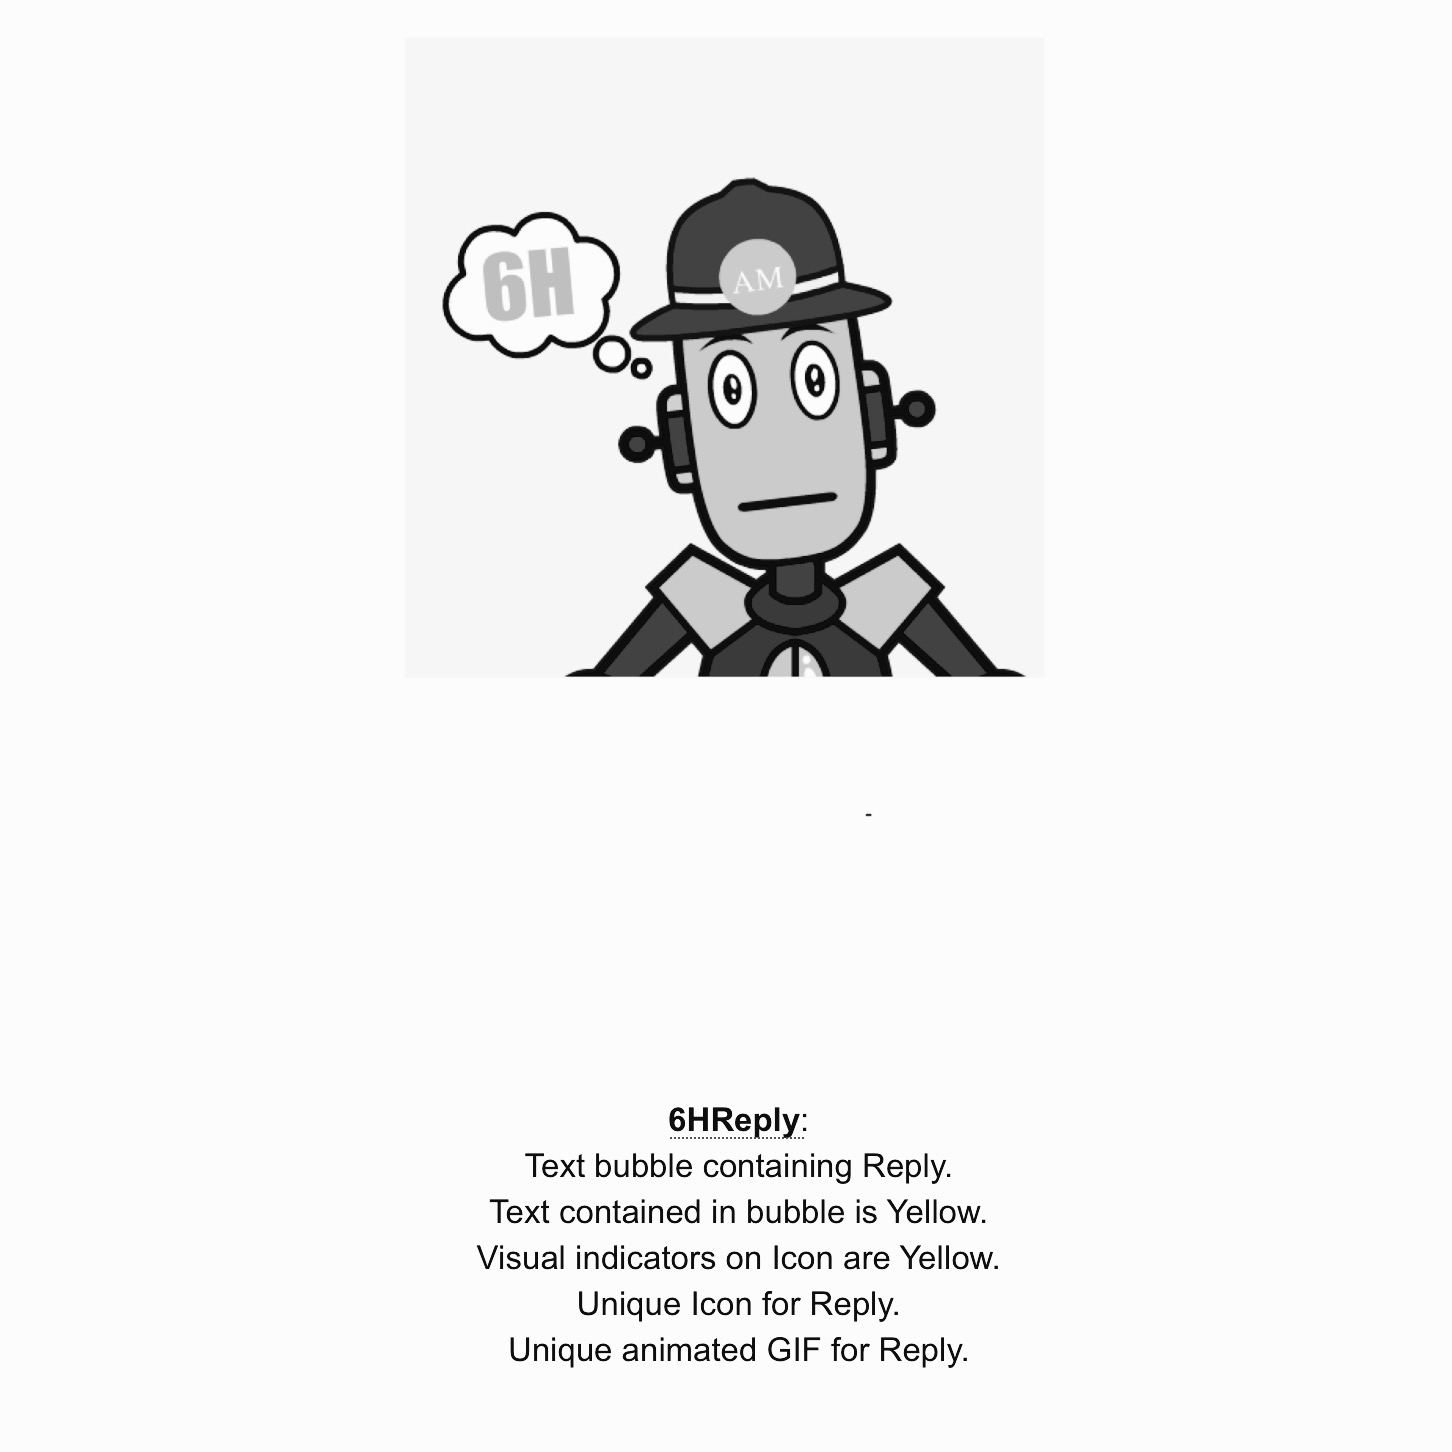 6H
AM
-
6HReply:
Text bubble containing Reply.
Text contained in bubble is Yellow.
Visual indicators on Icon are Yellow.
Unique Icon for Reply.
Unique animated GIF for Reply.